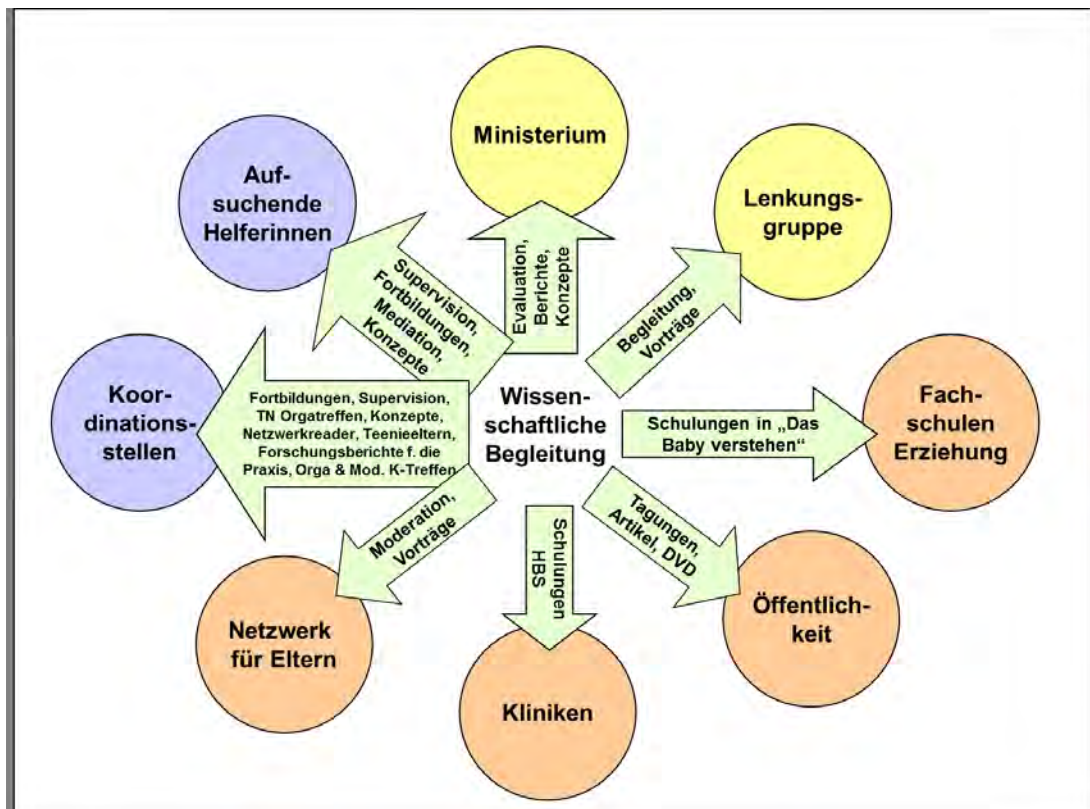 Ministerium
Auf-
suchende
Helferinnen
Lenkungs-
gruppe
Supervision,
Fortbildungen,
Mediation,
Konzepte
Evaluation,
Berichte,
Konzepte
Begleitung,
Vorträge
Koor-
dinations-
stellen
Fortbildungen, Supervision,
TN Orgatreffen, Konzepte,
Netzwerkreader, Teenieeltern,
Forschungsberichte f. die
Praxis, Orga & Mod. K-Treffen
Wissen-
schaftliche
Begleitung
Schulungen in „Das
Baby verstehen“
Fach-
schulen
Erziehung
Moderation,
Vorträge
Schulungen
HBS
Tagungen,
Artikel, DVD
Netzwerk
für Eltern
Kliniken
Öffentlich-
keit